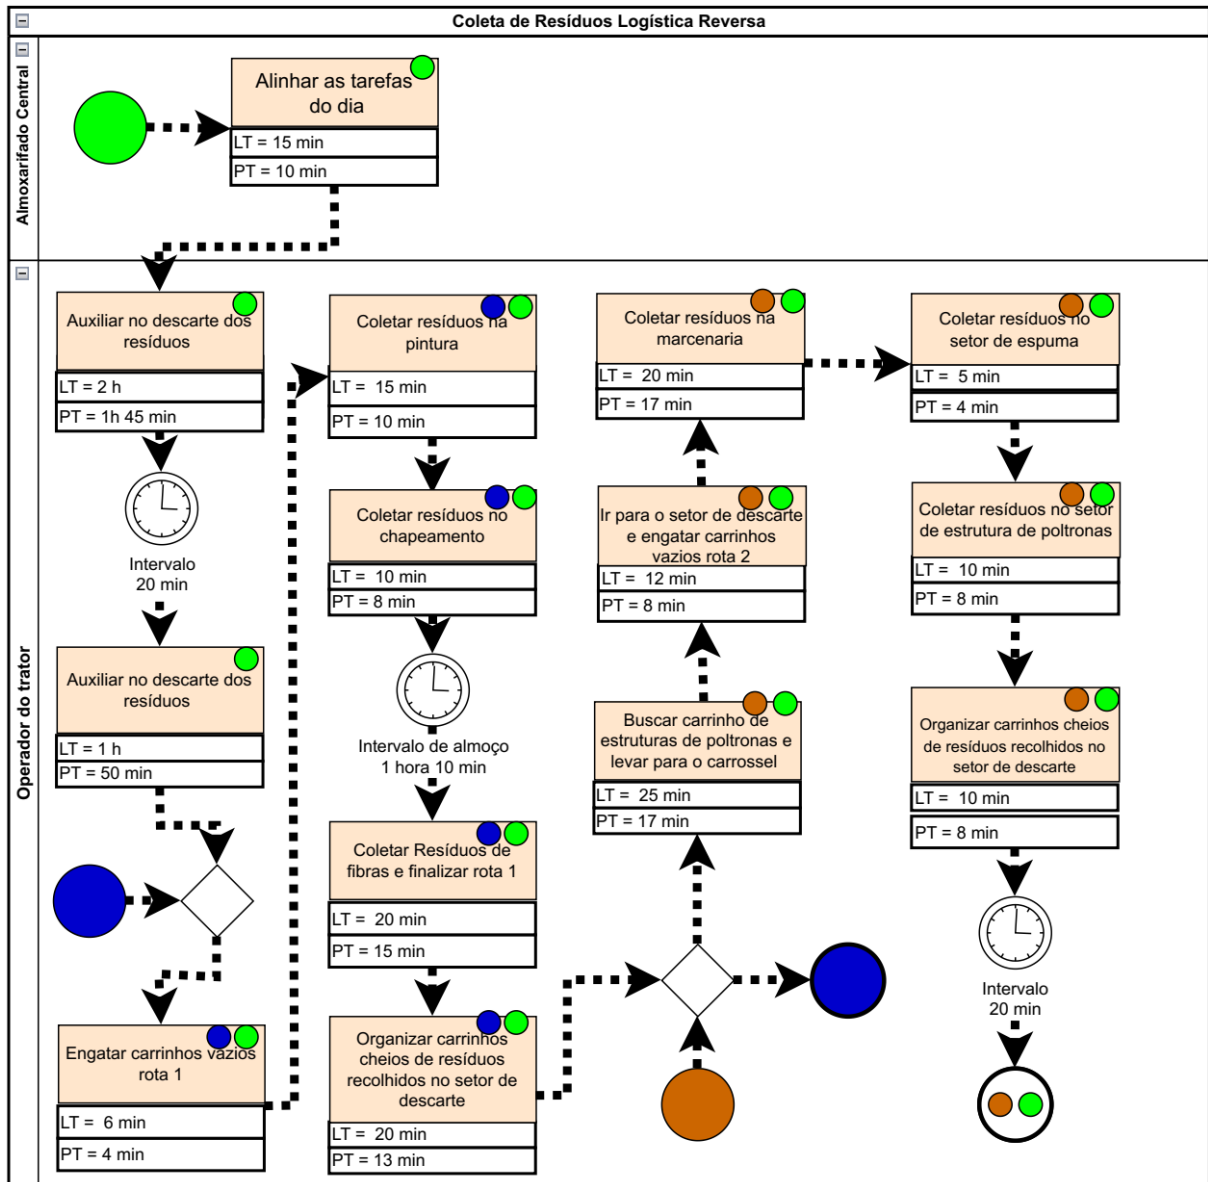 Coleta de Resíduos Logística Reversa
Almoxarifado Central
Alinhar as tarefas
do dia
LT = 15 min
PT = 10 min
Operador do trator
Auxiliar no descarte dos
resíduos
LT = 2 h
PT = 1h 45 min
Intervalo
20 min
Auxiliar no descarte dos
resíduos
LT = 1 h
PT = 50 min
Engatar carrinhos vazios
rota 1
LT = 6 min
PT = 4 min
Coletar resíduos na
pintura
LT = 15 min
PT = 10 min
Coletar resíduos no
chapeamento
LT = 10 min
PT = 8 min
Intervalo de almoço
1 hora 10 min
Coletar Resíduos de
fibras e finalizar rota 1
LT = 20 min
PT = 15 min
Organizar carrinhos
cheios de resíduos
recolhidos no setor de
descarte
LT = 20 min
PT = 13 min
Buscar carrinho de
estruturas de poltronas e
levar para o carrossel
LT = 25 min
PT = 17 min
Ir para o setor de descarte
e engatar carrinhos
vazios rota 2
LT = 12 min
PT = 8 min
Coletar resíduos na
marcenaria
LT = 20 min
PT = 17 min
Coletar resíduos no
setor de espuma
LT = 5 min
PT = 4 min
Coletar resíduos no setor
de estrutura de poltronas
LT = 10 min
PT = 8 min
Organizar carrinhos cheios
de resíduos recolhidos no
setor de descarte
LT = 10 min
PT = 8 min
Intervalo
20 min